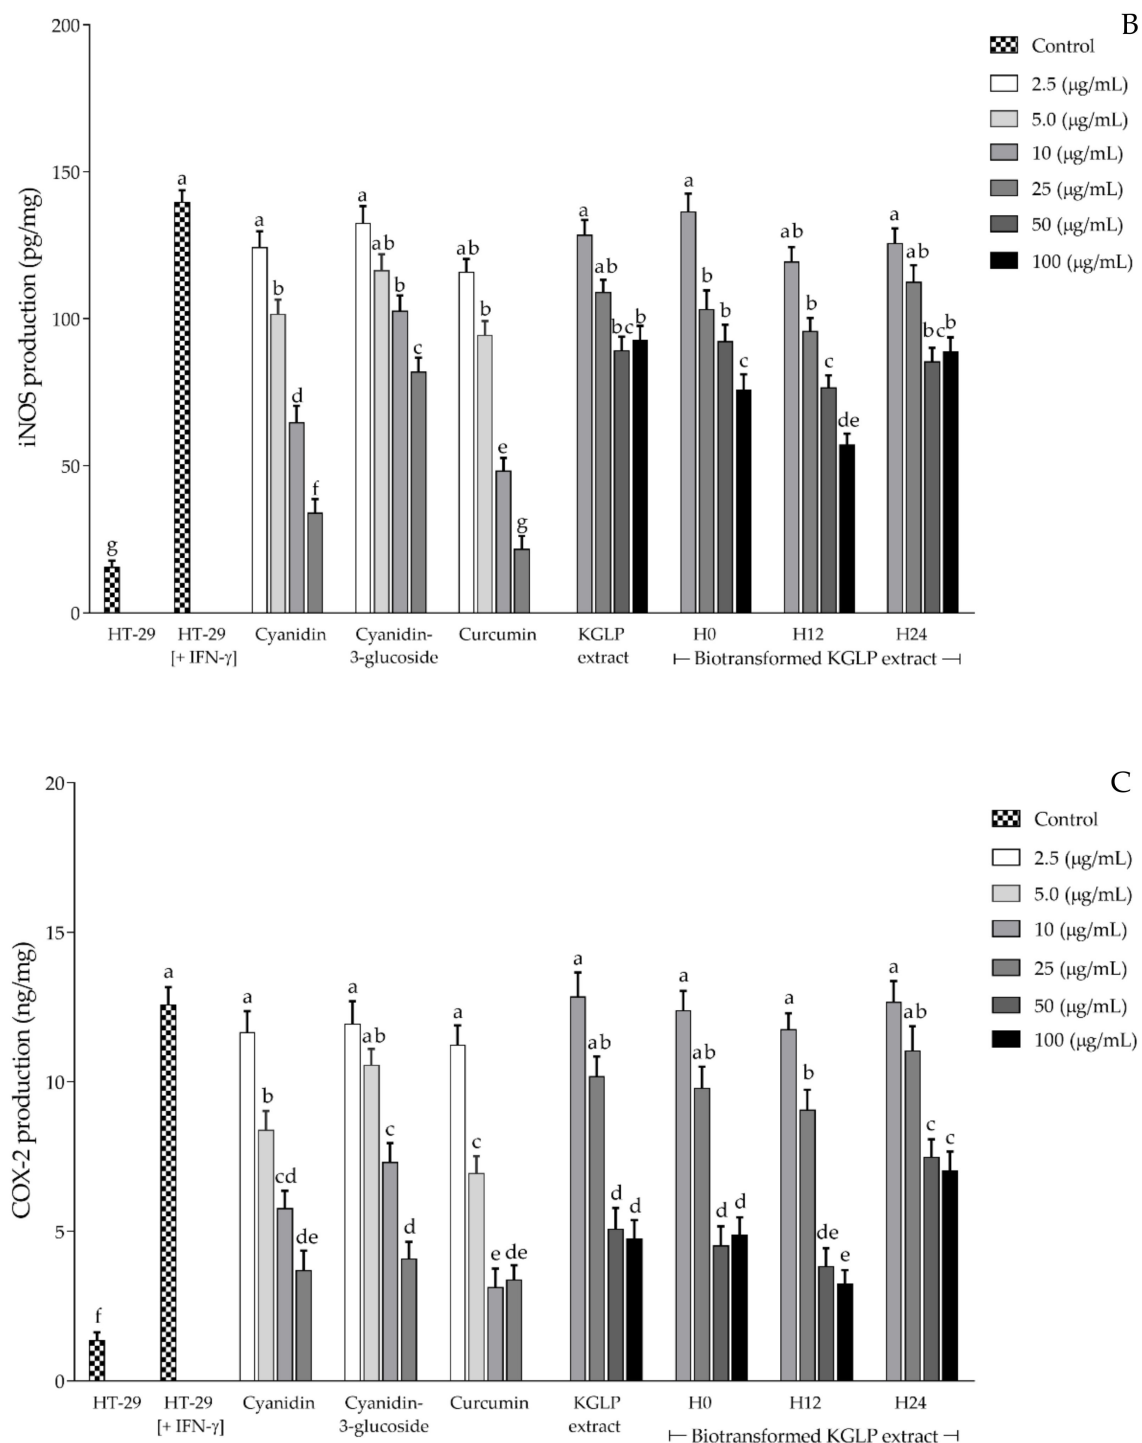 B
200
150
100
50
0
iNOS production (pg/mg)
g
a
a
b
d
f
a
ab
b
c
ab
b
e
g
a
ab
bc
b
a
b
b
c
ab
b
c
de
a
ab
bc
b
Control
2.5 (μg/mL)
5.0 (μg/mL)
10 (μg/mL)
25 (μg/mL)
50 (μg/mL)
100 (μg/mL)
HT-29
HT-29
[+ IFN-γ]
Cyanidin
Cyanidin-
3-glucoside
Curcumin
KGLP
extract
H0
H12
H24
Biotransformed KGLP extract
C
20
15
10
5
0
COX-2 production (ng/mg)
f
a
a
b
cd
de
a
ab
c
d
a
c
e
de
a
ab
d
d
a
ab
d
d
a
b
de
e
a
ab
c
c
Control
2.5 (μg/mL)
5.0 (μg/mL)
10 (μg/mL)
25 (μg/mL)
50 (μg/mL)
100 (μg/mL)
HT-29
HT-29
[+ IFN-γ]
Cyanidin
Cyanidin-
3-glucoside
Curcumin
KGLP
extract
H0
H12
H24
Biotransformed KGLP extract